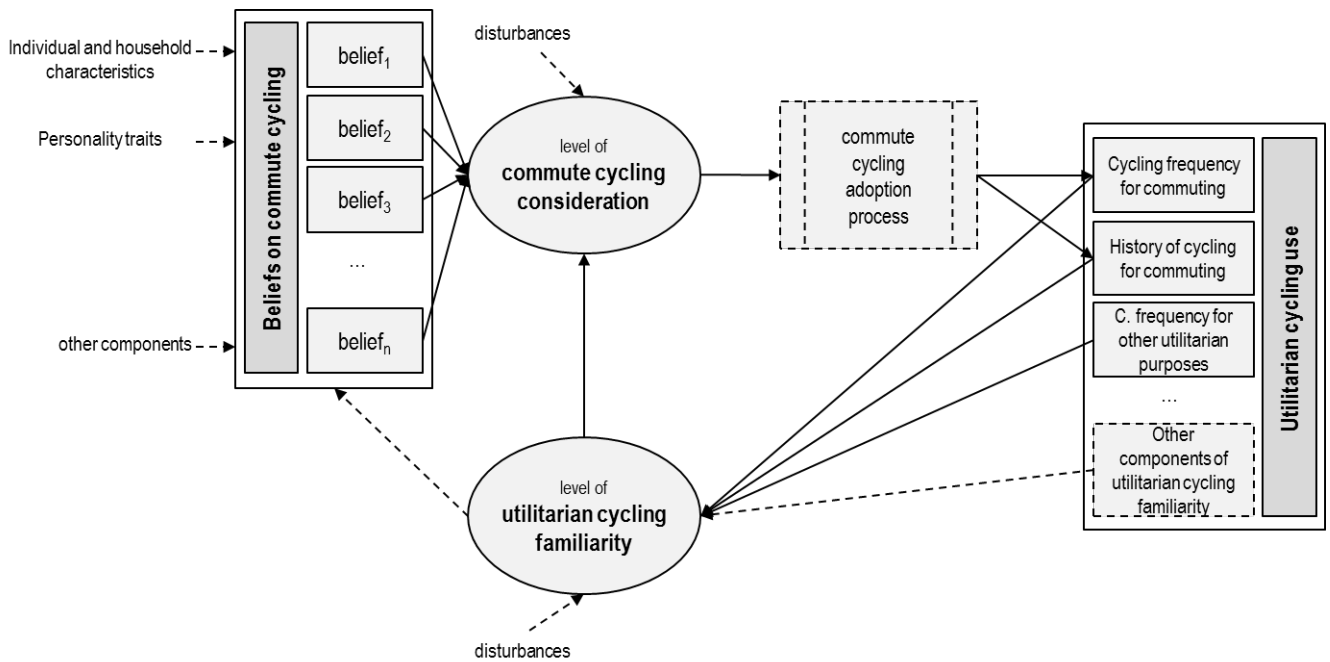 Individual and household
characteristics
Personality traits
other components
Beliefs on commute cycling
belief1
belief2
belief3
...
beliefn
disturbances
level of
commute cycling
consideration
commute
cycling
adoption
process
level of
utilitarian cycling
familiarity
disturbances
Cycling frequency
for commuting
History of cycling
for commuting
C. frequency for
other utilitarian
purposes
...
Other
components of
utilitarian cycling
familiarity
Utilitarian cycling use